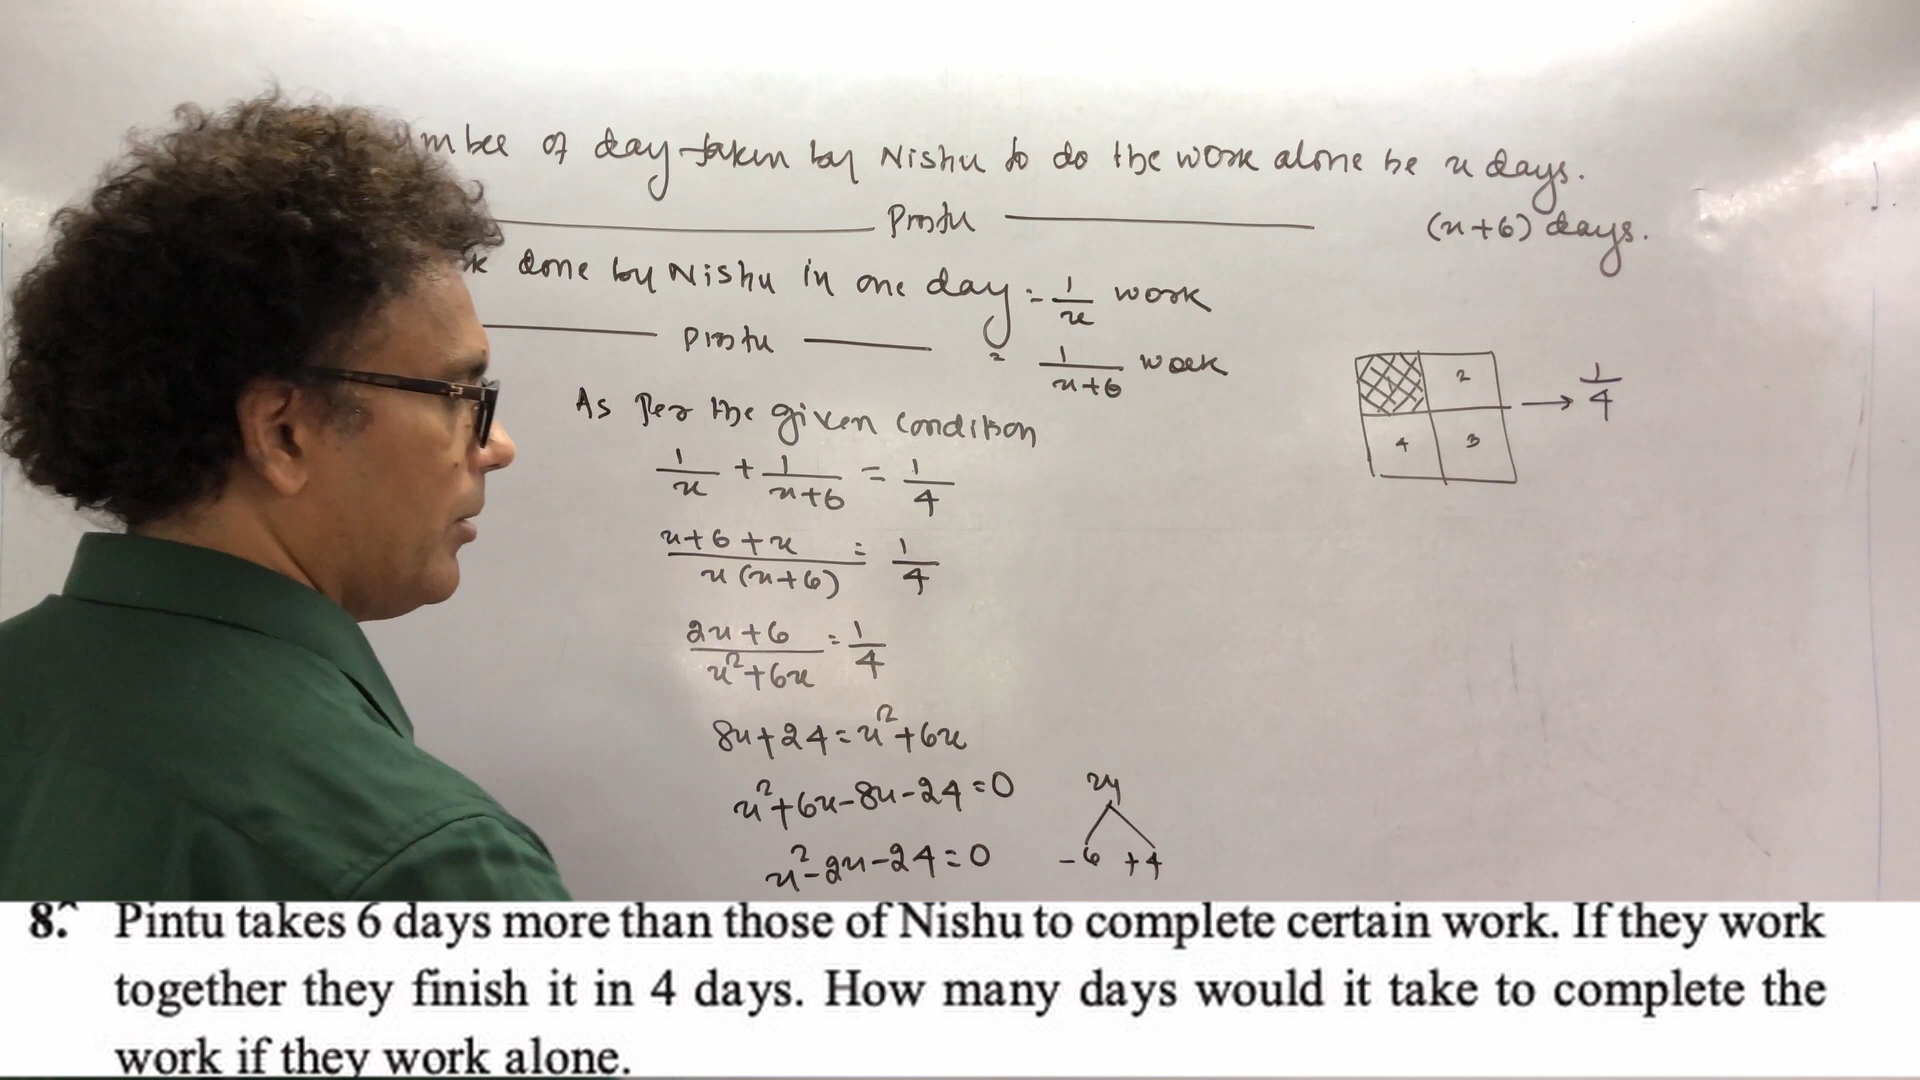 mbee of day taken by Nishu to do the work alone be x days.
Pintu (x+6) days.
done by Nishu in one day = 1/x work
Pintu = 1/x+6 work
As Per the given condition
1/x + 1/x+6 = 1/4
x+6+x / x(x+6) = 1/4
2x+6 / x²+6x = 1/4
8x+24=x²+6x
x²+6x-8x-24=0
x²-2x-24=0
2
4 3
→ 1/4
24
-6 +4
8. Pintu takes 6 days more than those of Nishu to complete certain work. If they work
together they finish it in 4 days. How many days would it take to complete the
work if they work alone.